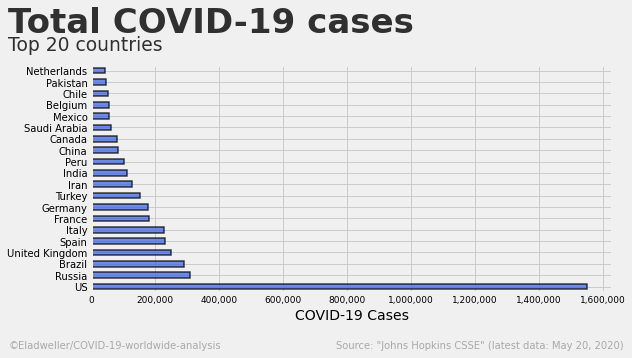 Total COVID-19 cases
Top 20 countries
Netherlands
Pakistan
Chile
Belgium
Mexico
Saudi Arabia
Canada
China
Peru
India
Iran
Turkey
Germany
France
Italy
Spain
United Kingdom
Brazil
Russia
US
0 200,000 400,000 600,000 800,000 1,000,000 1,200,000 1,400,000 1,600,000
COVID-19 Cases
©Eladweller/COVID-19-worldwide-analysis Source: "Johns Hopkins CSSE" (latest data: May 20, 2020)